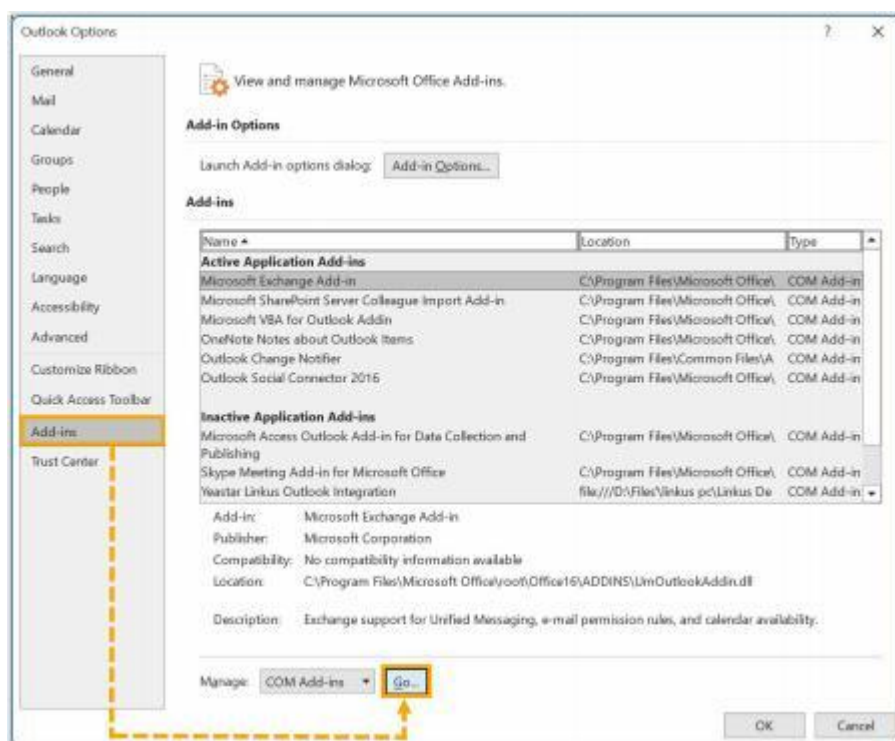 Outlook Options ? ✕
General
Mail
Calendar
Groups
People
Tasks
Search
Language
Accessibility
Advanced
Customize Ribbon
Quick Access Toolbar
Add-ins
Trust Center
View and manage Microsoft Office Add-ins.
Add-in Options
Launch Add-in options dialog: Add-in Options...
Add-ins
Name Location Type
Active Application Add-ins
Microsoft Exchange Add-in C:\Program Files\Microsoft Office\ COM Add-in
Microsoft SharePoint Server Colleague Import Add-in C:\Program Files\Microsoft Office\ COM Add-in
Microsoft VBA for Outlook Addin C:\Program Files\Microsoft Office\ COM Add-in
OneNote Notes about Outlook Items C:\Program Files\Microsoft Office\ COM Add-in
Outlook Change Notifier C:\Program Files\Common Files\A COM Add-in
Outlook Social Connector 2016 C:\Program Files\Microsoft Office\ COM Add-in
Inactive Application Add-ins
Microsoft Access Outlook Add-in for Data Collection and C:\Program Files\Microsoft Office\ COM Add-in
Publishing
Skype Meeting Add-in for Microsoft Office C:\Program Files\Microsoft Office\ COM Add-in
Yeastar Linkus Outlook Integration file:///D:\Files\linkus pc\Linkus De COM Add-in
Add-in: Microsoft Exchange Add-in
Publisher: Microsoft Corporation
Compatibility: No compatibility information available
Location: C:\Program Files\Microsoft Office\root\Office16\ADDINS\UmOutlookAddin.dll
Description: Exchange support for Unified Messaging, e-mail permission rules, and calendar availability.
Manage: COM Add-ins Go...
OK Cancel